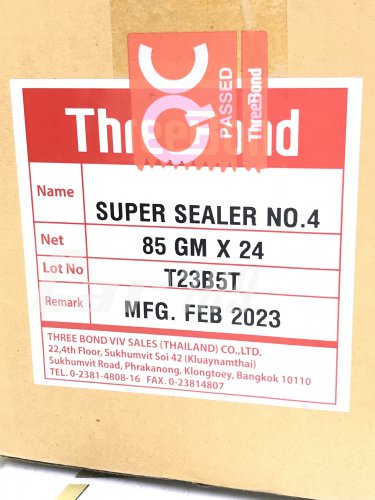 QC
PASSED
ThreeBond
ThreeBond
Name
SUPER SEALER NO.4
Net
85 GM X 24
Lot No
T23B5T
Remark
MFG. FEB 2023
THREE BOND VIV SALES (THAILAND) CO.,LTD.
22,4th Floor, Sukhumvit Soi 42 (Kluaynamthai)
Sukhumvit Road, Phrakanong, Klongtoey, Bangkok 10110
TEL. 0-2381-4808-16 FAX. 0-23814807